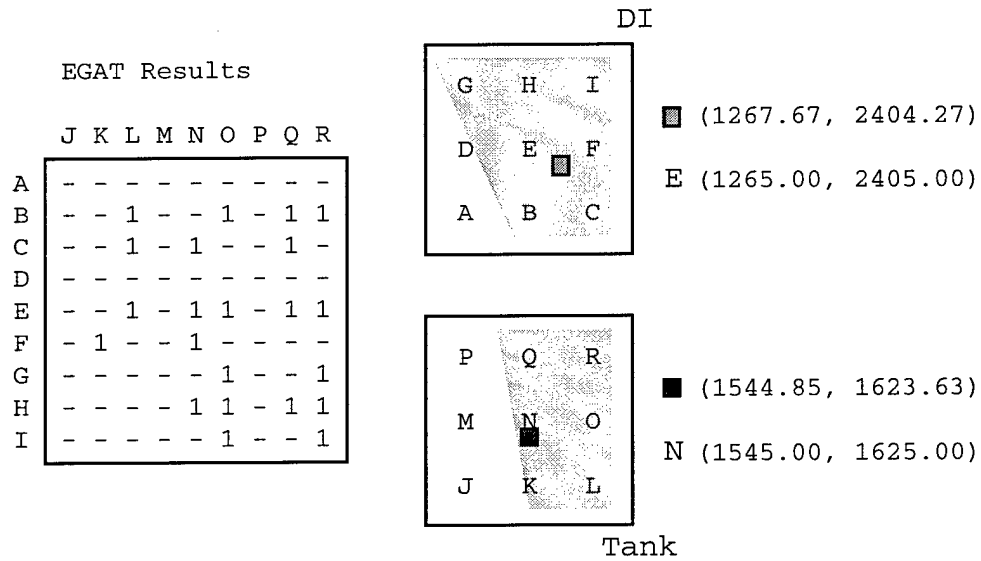 EGAT Results
J K L M N O P Q R
A - - - - - - - - -
B - - 1 - - 1 - 1 1
C - - 1 - 1 - - 1 -
D - - - - - - - - -
E - - 1 - 1 1 - 1 1
F - 1 - - 1 - - - -
G - - - - - 1 - - 1
H - - - - 1 1 - 1 1
I - - - - - 1 - - 1
DI
G H I
D E F
A B C
(1267.67, 2404.27)
E (1265.00, 2405.00)
P Q R
M N O
J K L
(1544.85, 1623.63)
N (1545.00, 1625.00)
Tank